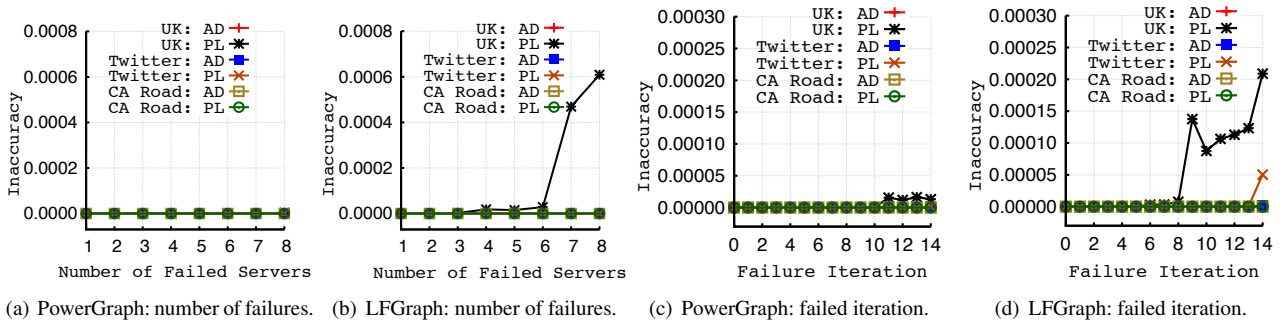 Inaccuracy
0.0008
0.0006
0.0004
0.0002
0.0000
UK: AD
UK: PL
Twitter: AD
Twitter: PL
CA Road: AD
CA Road: PL
1 2 3 4 5 6 7 8
Number of Failed Servers
(a) PowerGraph: number of failures.
Inaccuracy
0.0008
0.0006
0.0004
0.0002
0.0000
UK: AD
UK: PL
Twitter: AD
Twitter: PL
CA Road: AD
CA Road: PL
1 2 3 4 5 6 7 8
Number of Failed Servers
(b) LFGraph: number of failures.
Inaccuracy
0.00030
0.00025
0.00020
0.00015
0.00010
0.00005
0.00000
UK: AD
UK: PL
Twitter: AD
Twitter: PL
CA Road: AD
CA Road: PL
0 2 4 6 8 10 12 14
Failure Iteration
(c) PowerGraph: failed iteration.
Inaccuracy
0.00030
0.00025
0.00020
0.00015
0.00010
0.00005
0.00000
UK: AD
UK: PL
Twitter: AD
Twitter: PL
CA Road: AD
CA Road: PL
0 2 4 6 8 10 12 14
Failure Iteration
(d) LFGraph: failed iteration.